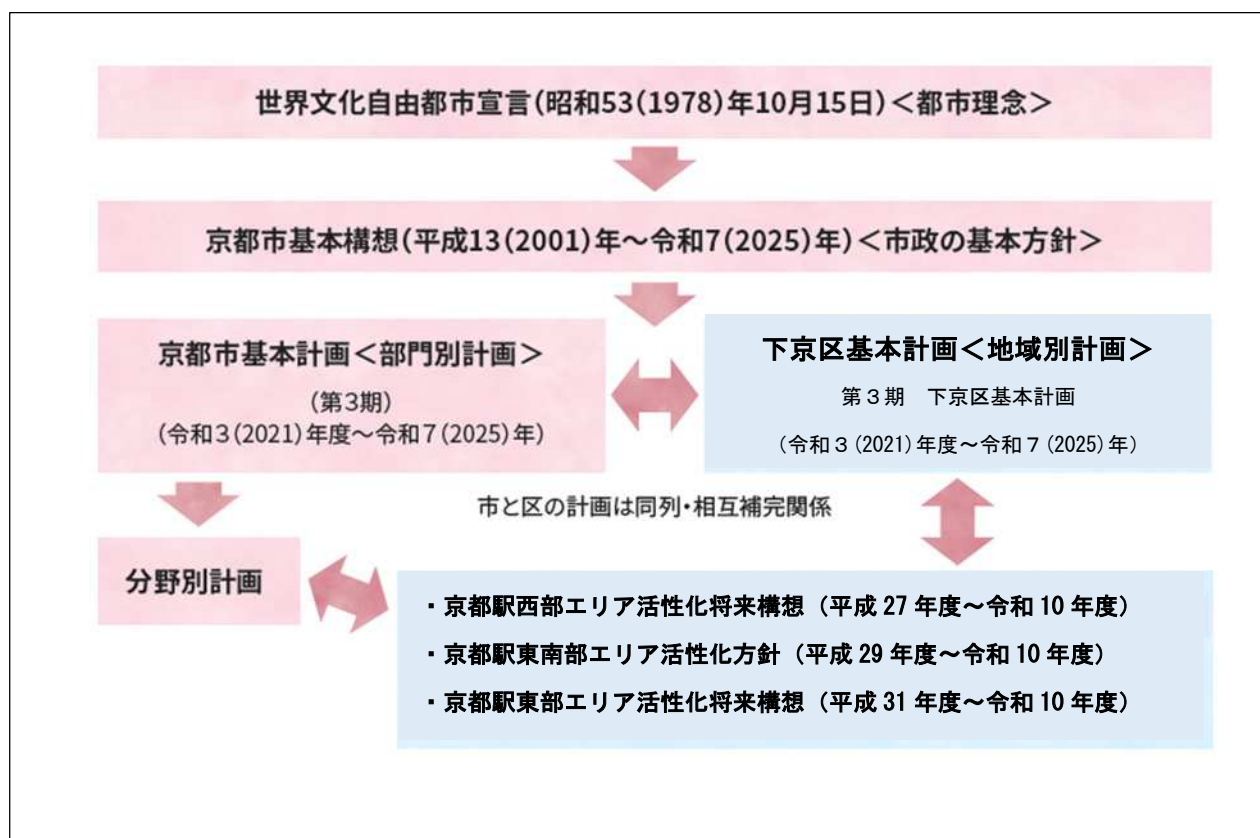 世界文化自由都市宣言(昭和53(1978)年10月15日)＜都市理念＞
京都市基本構想(平成13(2001)年～令和7(2025)年)＜市政の基本方針＞
京都市基本計画＜部門別計画＞
(第3期)
(令和3(2021)年度～令和7(2025)年)
下京区基本計画＜地域別計画＞
第３期　下京区基本計画
(令和３(2021)年度～令和７(2025)年)
市と区の計画は同列・相互補完関係
分野別計画
・京都駅西部エリア活性化将来構想（平成27年度～令和10年度）
・京都駅東南部エリア活性化方針（平成29年度～令和10年度）
・京都駅東部エリア活性化将来構想（平成31年度～令和10年度）